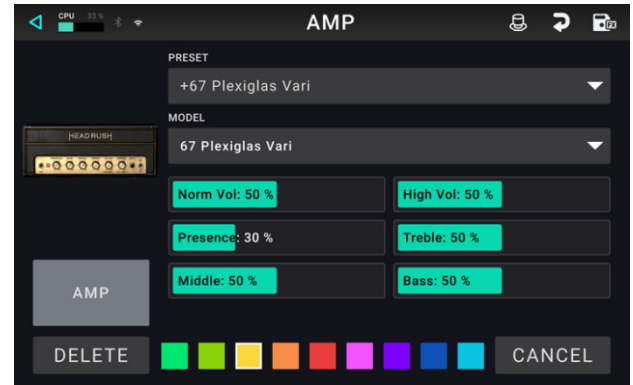 CPU 33 %
AMP
FX
PRESET
+67 Plexiglas Vari
MODEL
67 Plexiglas Vari
HEADRUSH
Norm Vol: 50 %
High Vol: 50 %
Presence: 30 %
Treble: 50 %
Middle: 50 %
Bass: 50 %
AMP
DELETE
CANCEL